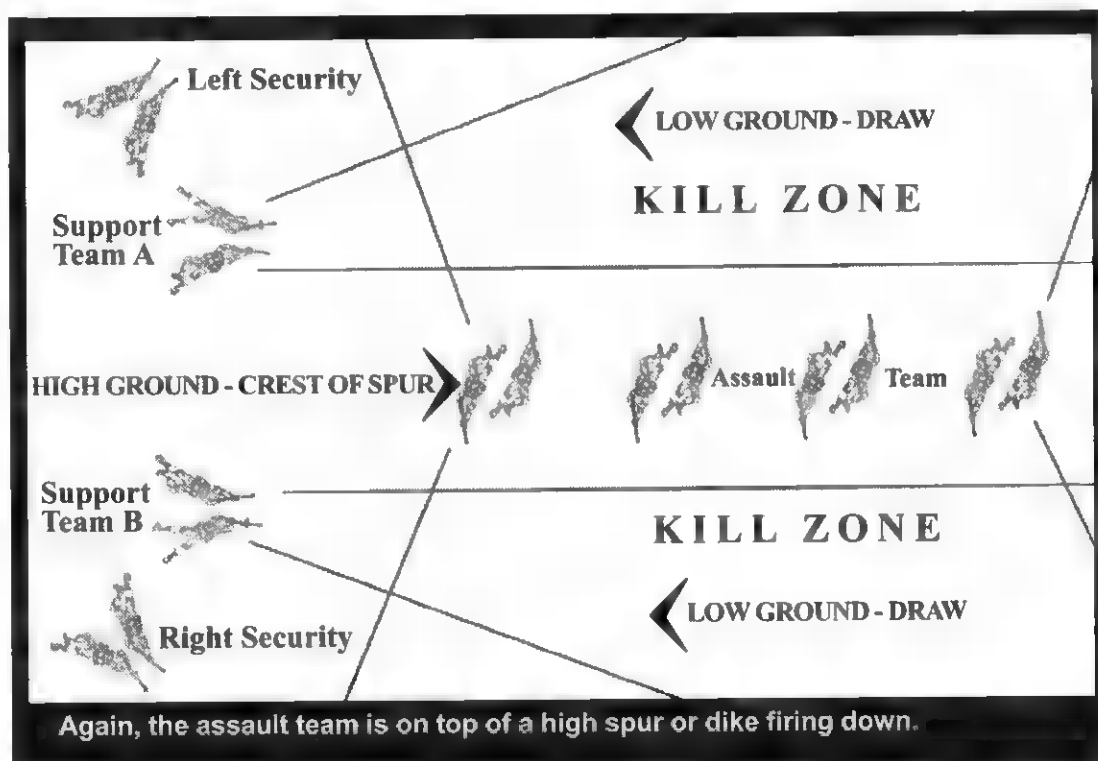 Left Security
LOW GROUND - DRAW
KILL ZONE
Support
Team A
HIGH GROUND - CREST OF SPUR
Assault
Team
Support
Team B
KILL ZONE
LOW GROUND - DRAW
Right Security
Again, the assault team is on top of a high spur or dike firing down.